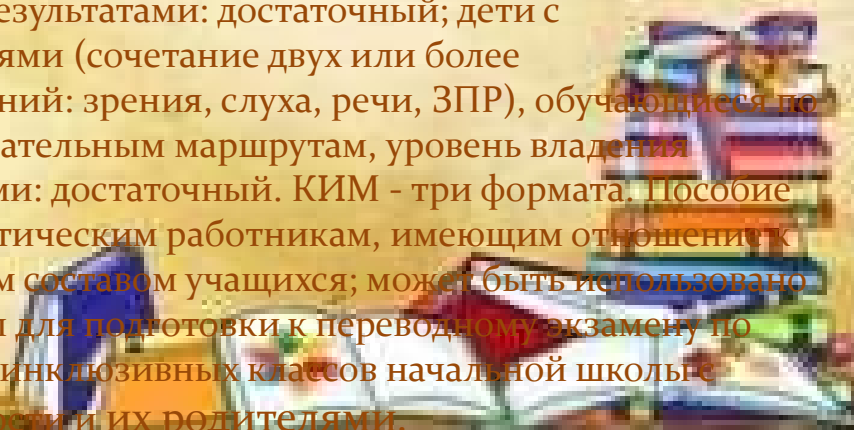 езультатами: достаточный; дети с
ями (сочетание двух или более
ний: зрения, слуха, речи, ЗПР), обучающиеся по
ательным маршрутам, уровень владения
ми: достаточный. КИМ - три формата. Пособие
тическим работникам, имеющим отношение к
м составом учащихся; может быть использовано
для подготовки к переводному экзамену по
инклюзивных классов начальной школы с
и их родителями.